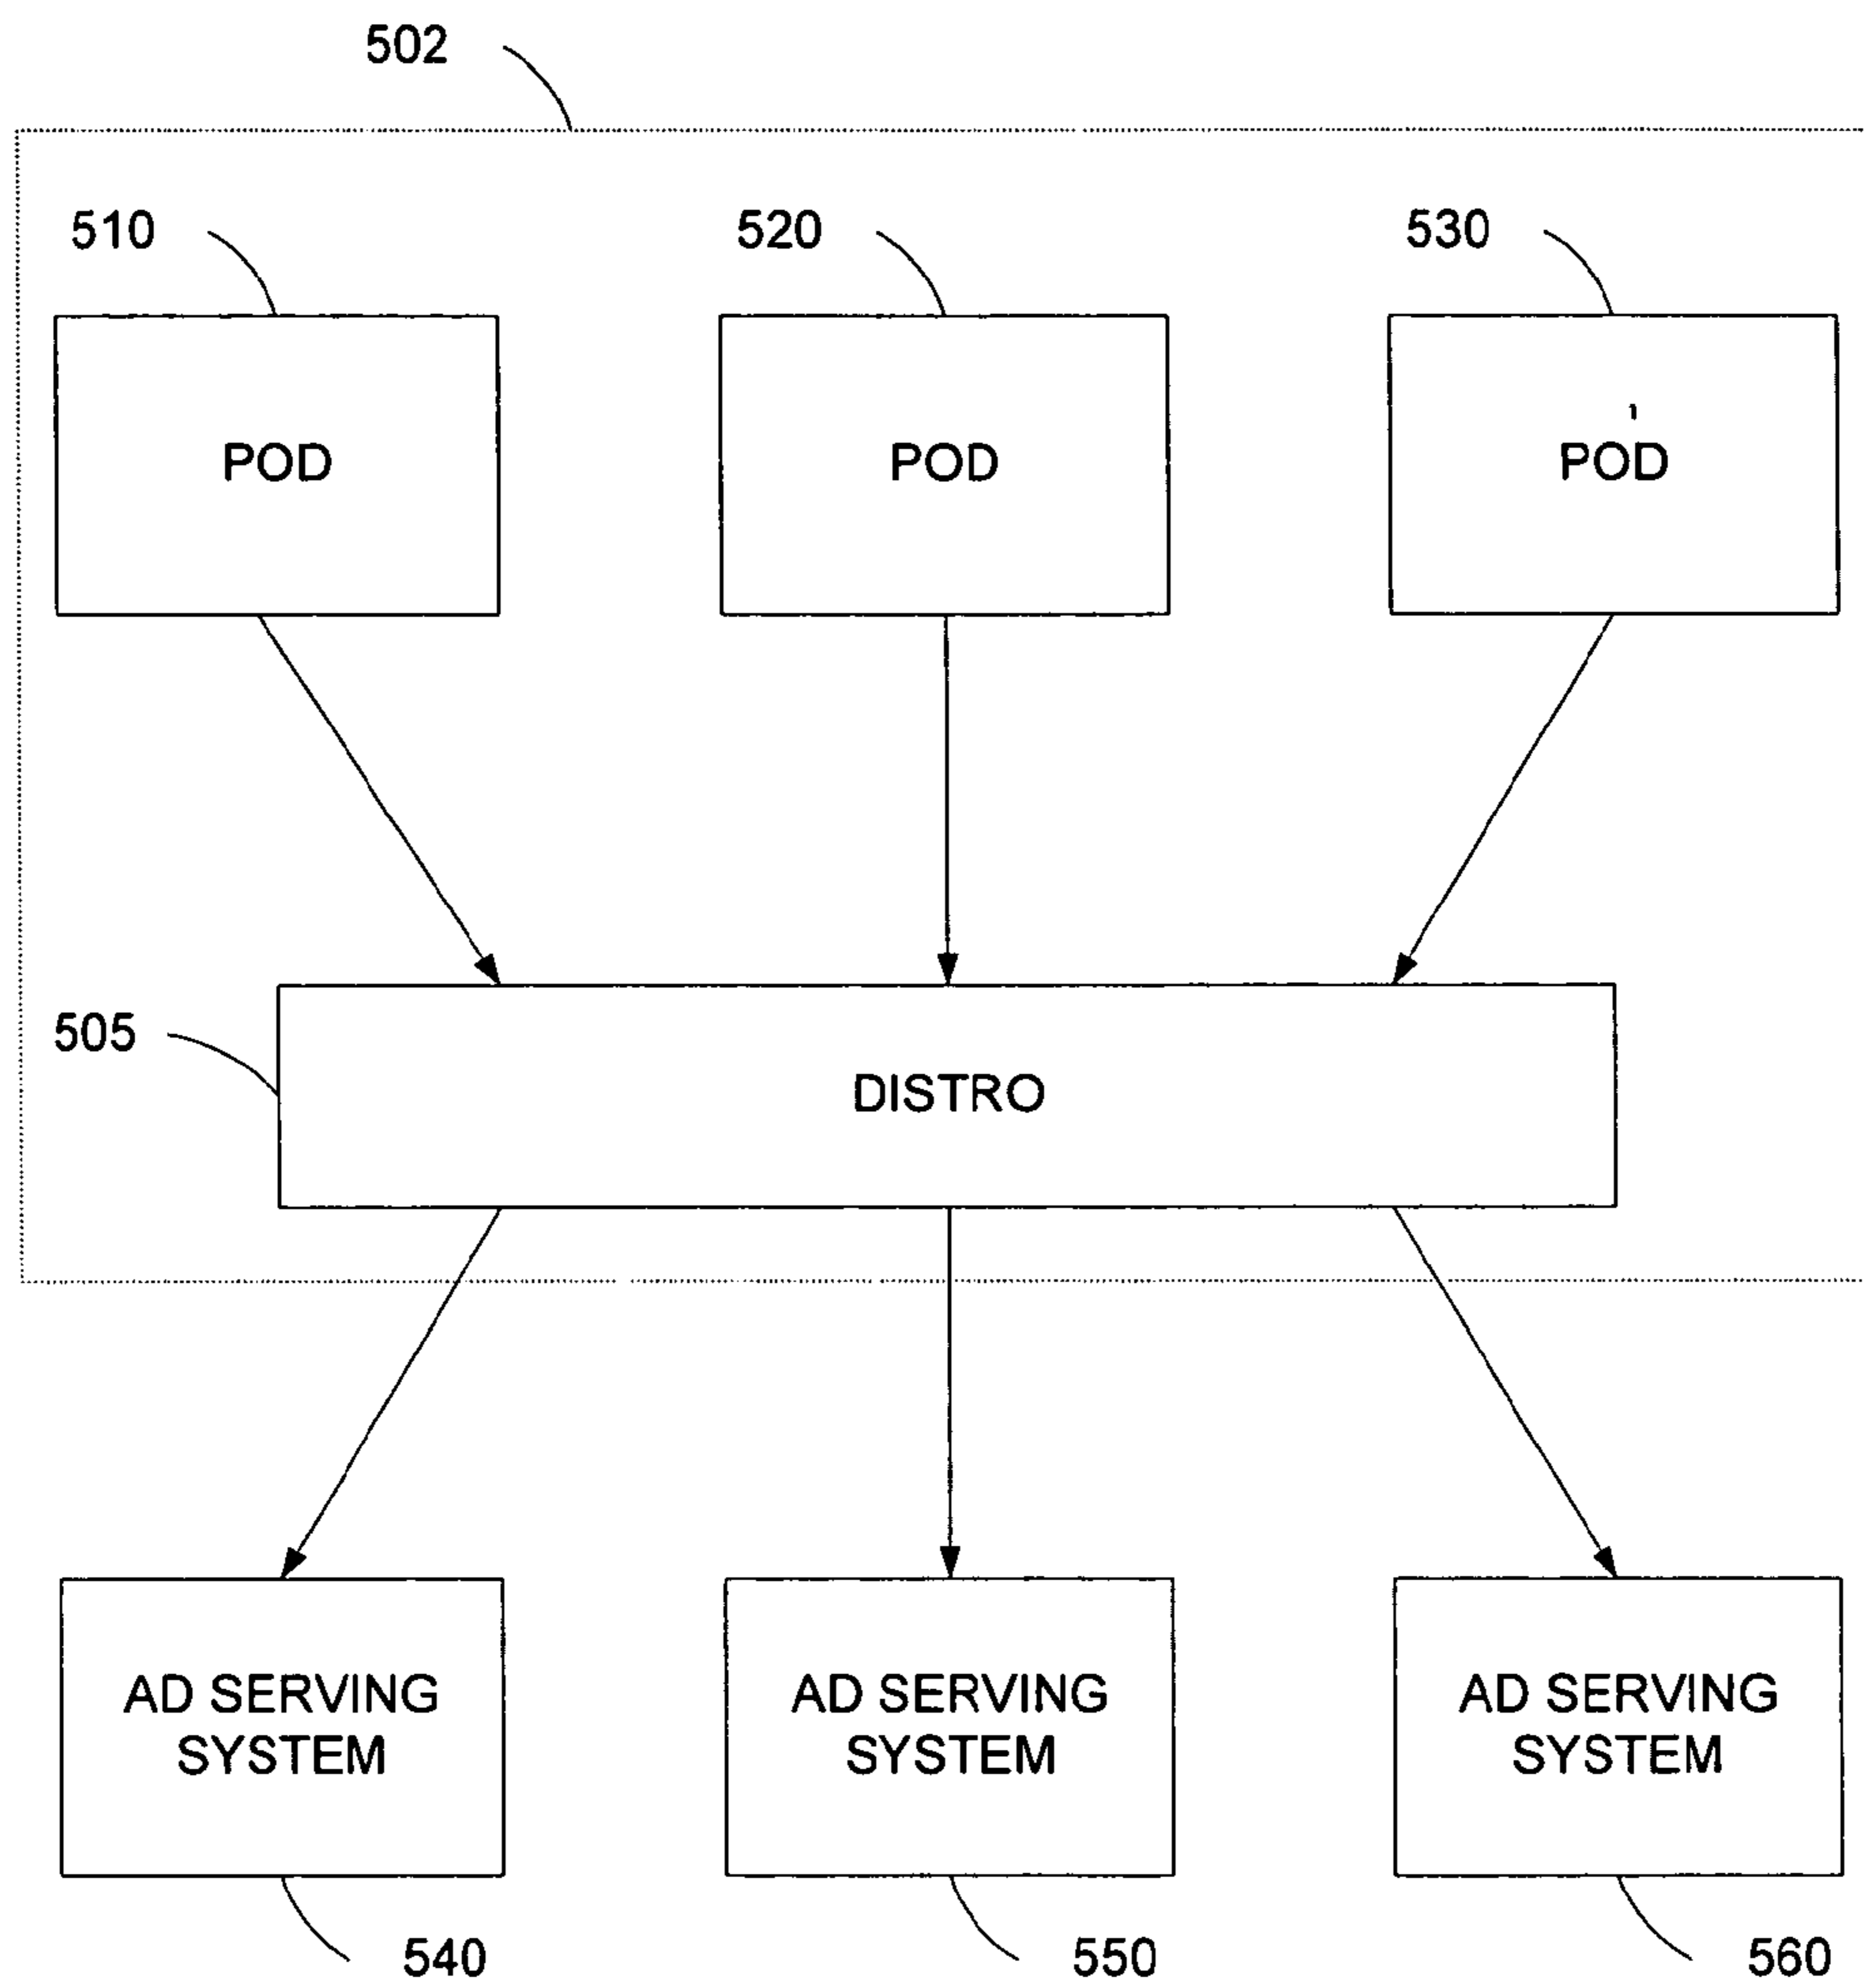 502
510
520
530
POD
POD
POD
505
DISTRO
AD SERVING
SYSTEM
AD SERVING
SYSTEM
AD SERVING
SYSTEM
540
550
560